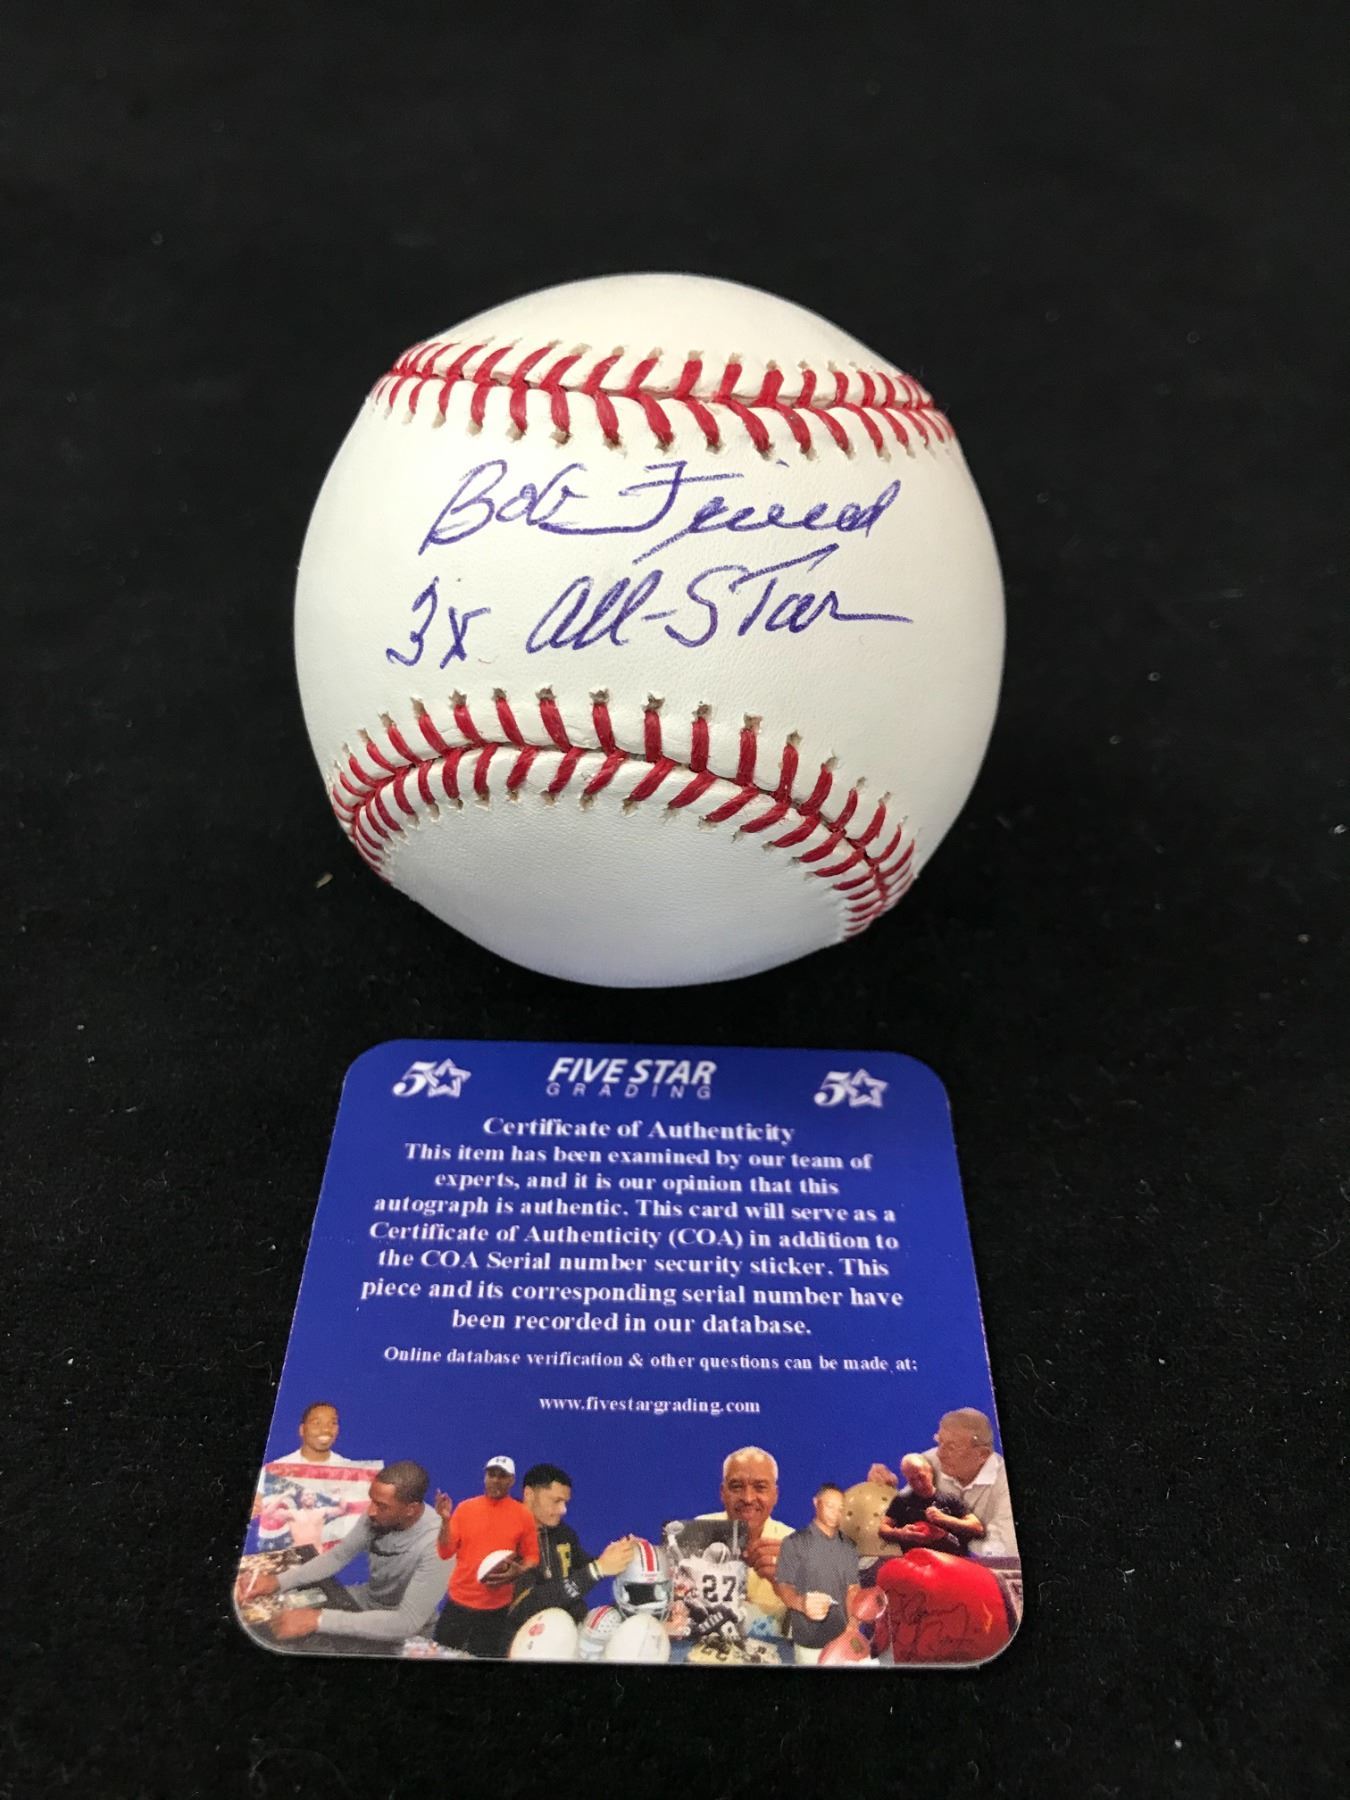 Bob Friend
3x All-Star
5 FIVE STAR 5
GRADING
Certificate of Authenticity
This item has been examined by our team of
experts, and it is our opinion that this
autograph is authentic. This card will serve as a
Certificate of Authenticity (COA) in addition to
the COA Serial number security sticker. This
piece and its corresponding serial number have
been recorded in our database.
Online database verification & other questions can be made at:
www.fivestargrading.com
27